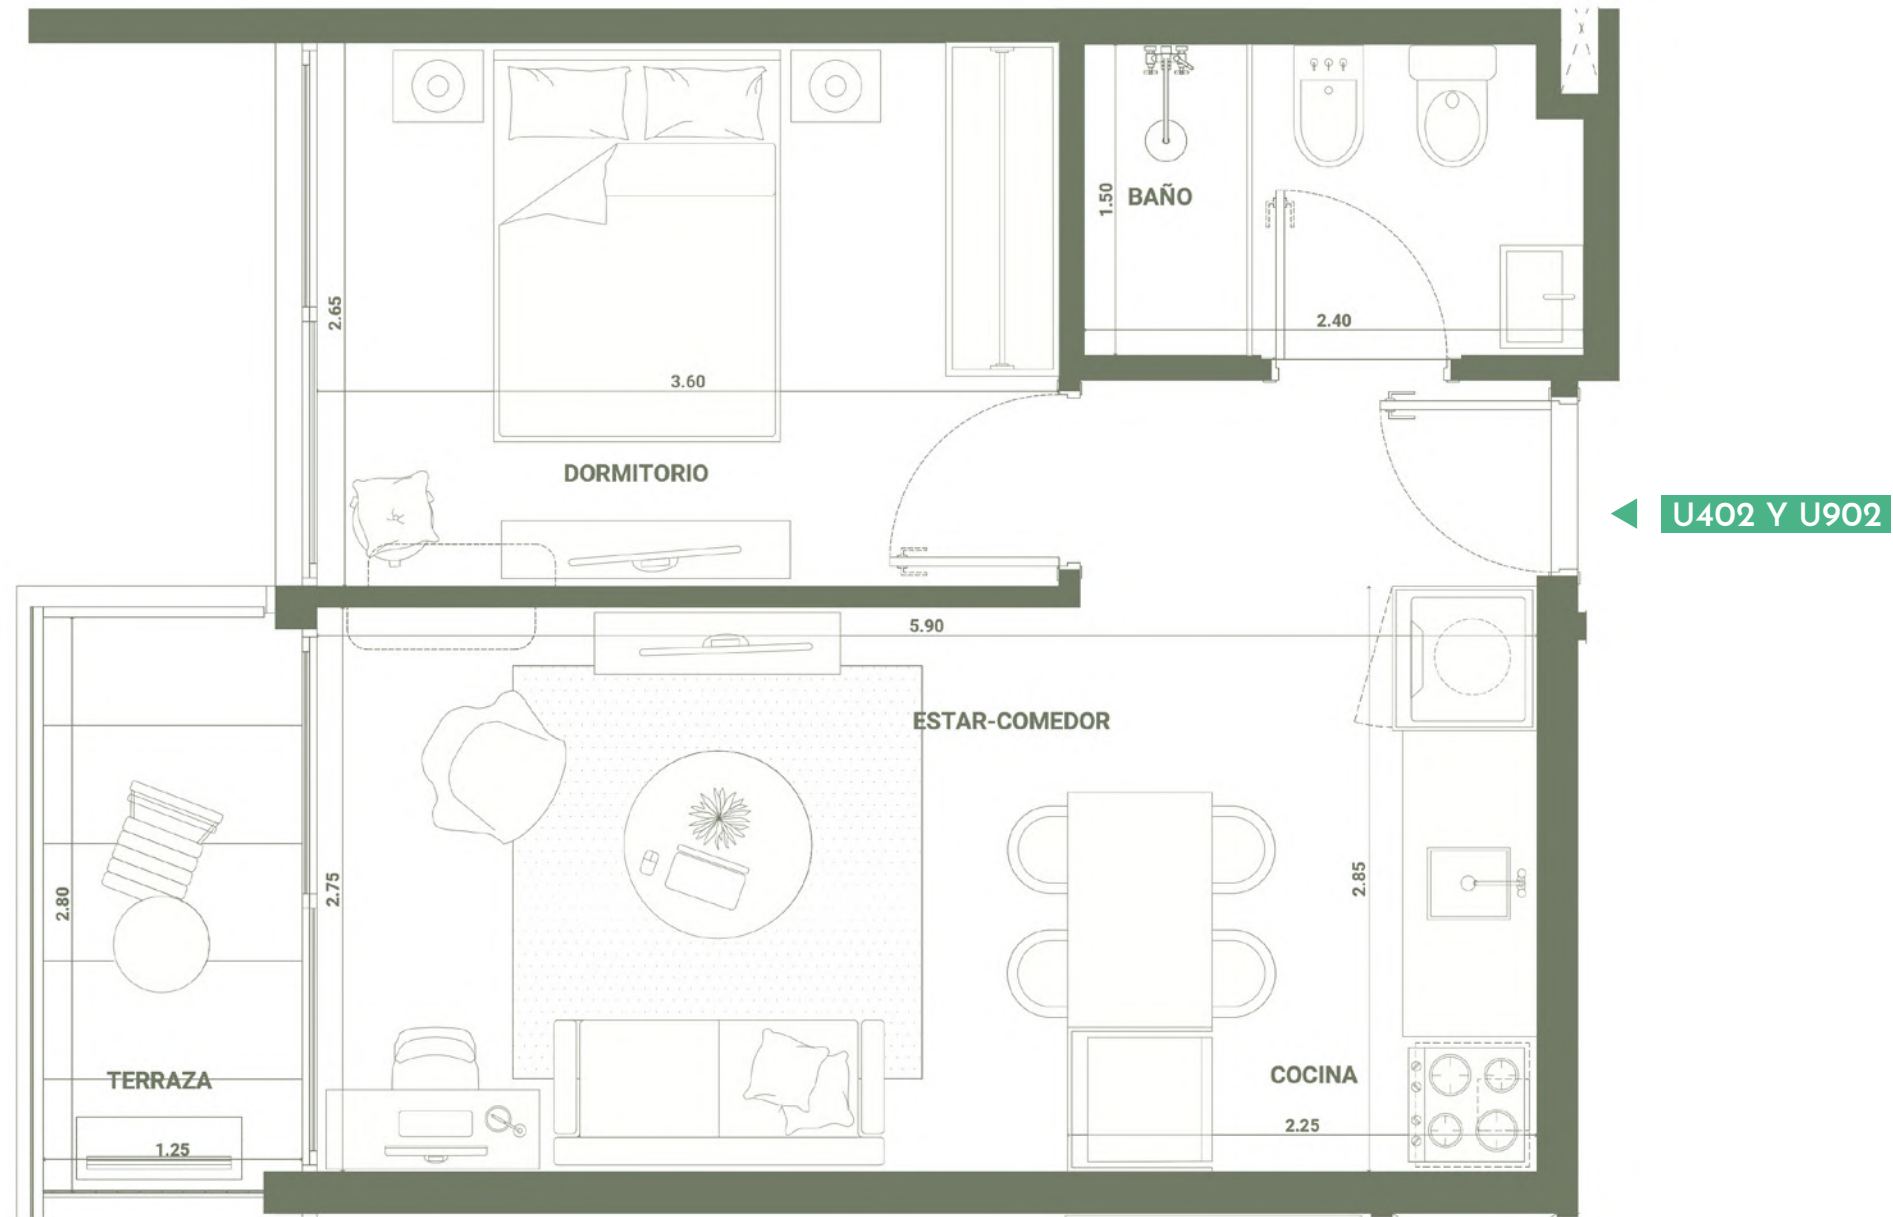 BAÑO
1.50
2.40
2.65
3.60
DORMITORIO
U402 Y U902
5.90
ESTAR-COMEDOR
2.80
2.75
2.85
TERRAZA
COCINA
1.25
2.25